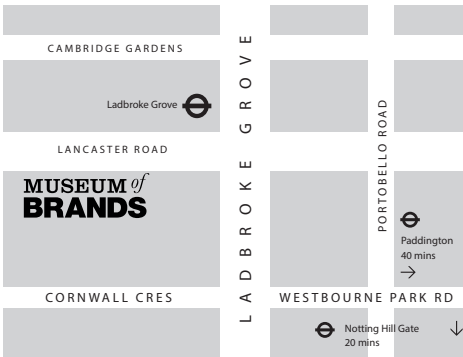 CAMBRIDGE GARDENS
Ladbroke Grove
LADBROKE GROVE
PORTOBELLO ROAD
LANCASTER ROAD
MUSEUM of
BRANDS
Paddington
40 mins
CORNWALL CRES
WESTBOURNE PARK RD
Notting Hill Gate
20 mins